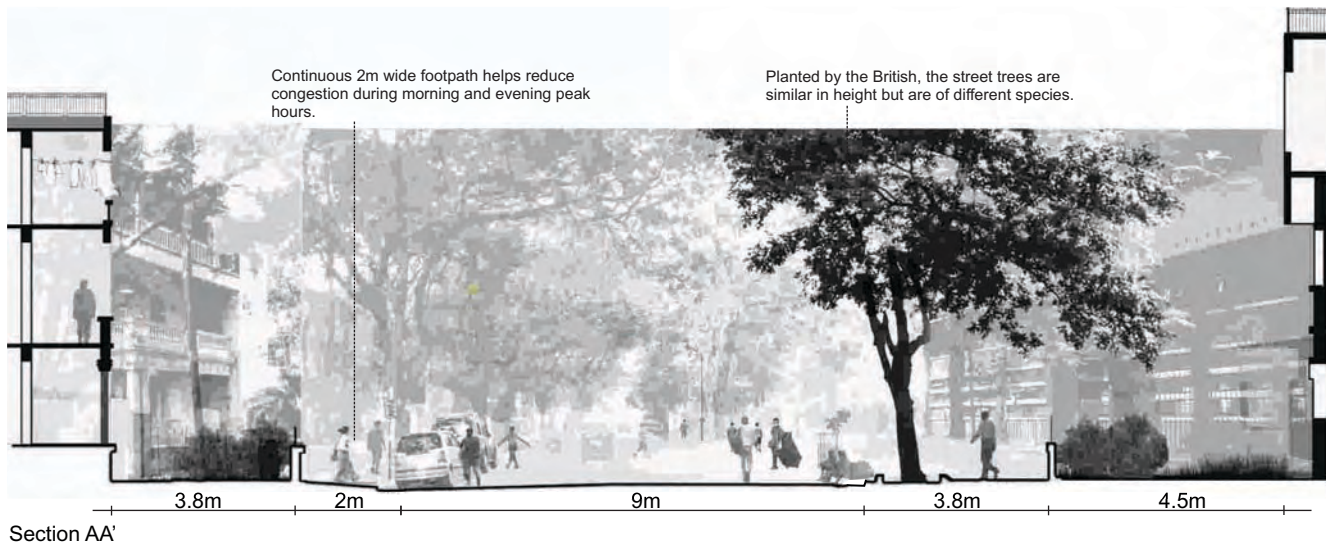 Continuous 2m wide footpath helps reduce
congestion during morning and evening peak
hours.
Planted by the British, the street trees are
similar in height but are of different species.
3.8m
2m
9m
3.8m
4.5m
Section AA’